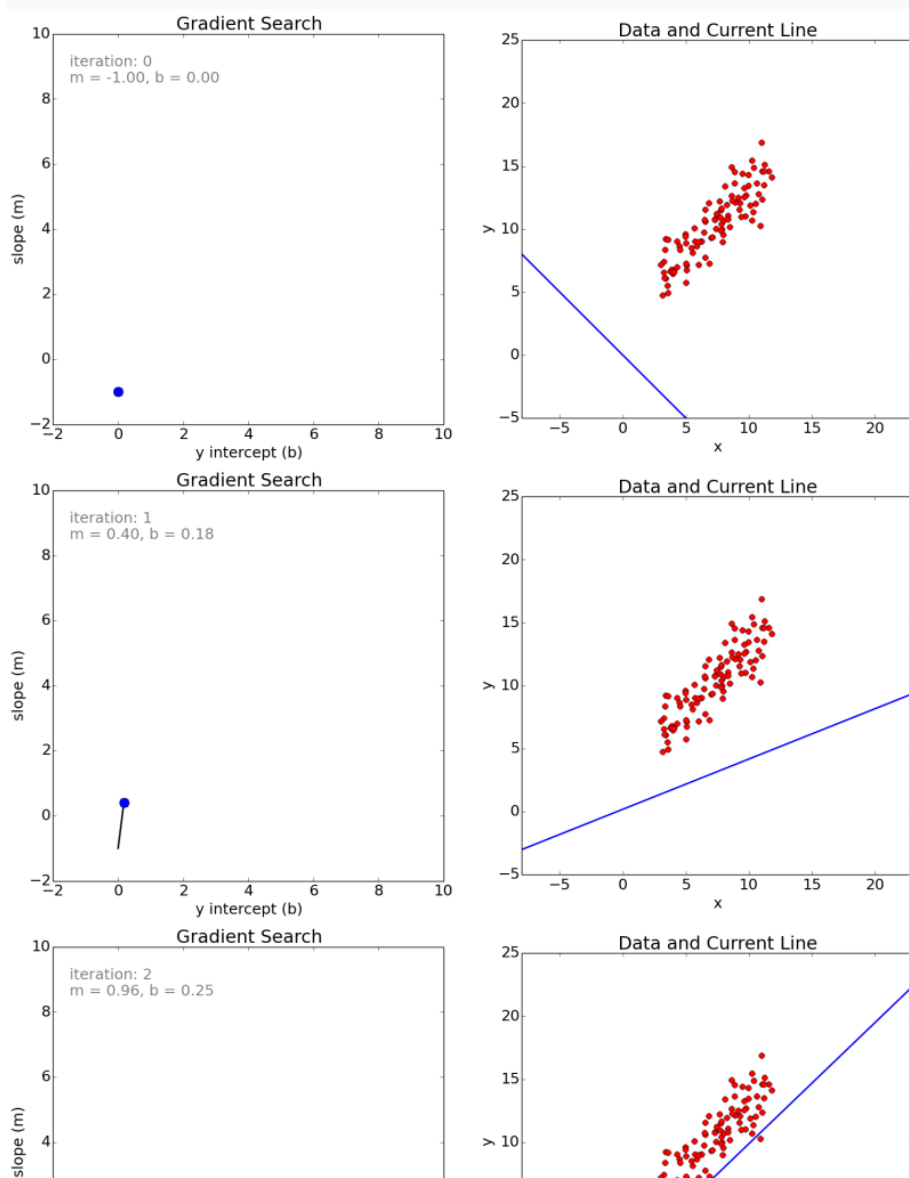 Gradient Search
10
8
6
4
2
0
−2
iteration: 0
m = -1.00, b = 0.00
slope (m)
−2 0 2 4 6 8 10
y intercept (b)
Data and Current Line
25
20
15
10
5
0
−5
y
−5 0 5 10 15 20
x
Gradient Search
10
8
6
4
2
0
−2
iteration: 1
m = 0.40, b = 0.18
slope (m)
−2 0 2 4 6 8 10
y intercept (b)
Data and Current Line
25
20
15
10
5
0
−5
y
−5 0 5 10 15 20
x
Gradient Search
10
8
6
4
iteration: 2
m = 0.96, b = 0.25
slope (m)
Data and Current Line
25
20
15
10
y